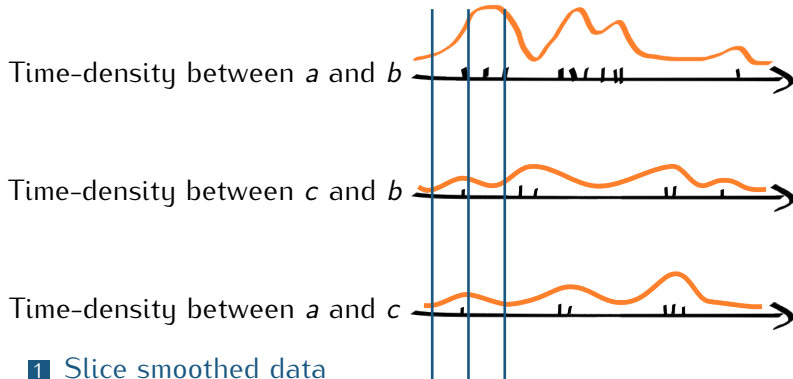 Time-density between a and b
Time-density between c and b
Time-density between a and c
1 Slice smoothed data